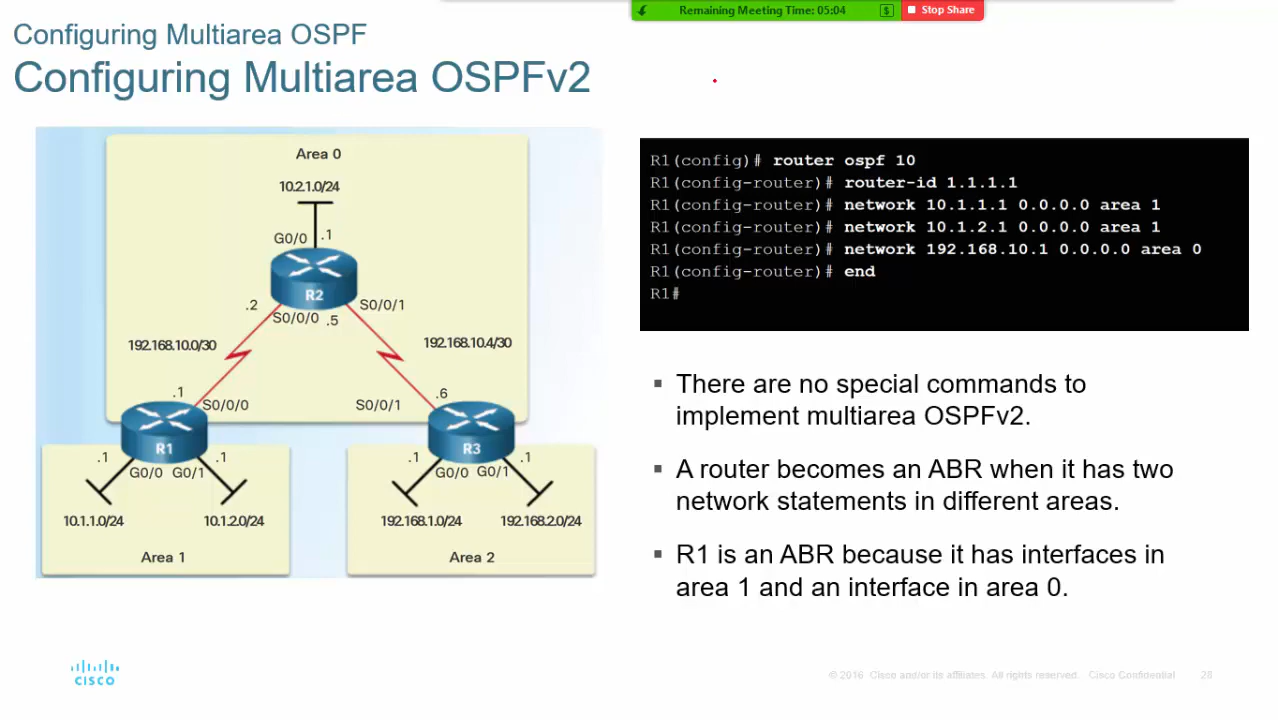 Remaining Meeting Time: 05:04
$
Stop Share
Configuring Multiarea OSPF
Configuring Multiarea OSPFv2
Area 0
10.2.1.0/24
G0/0
.1
R2
.2
S0/0/1
S0/0/0
.5
192.168.10.0/30
192.168.10.4/30
.1
S0/0/0
S0/0/1
.6
R1
R3
.1
G0/0
G0/1
.1
.1
G0/0
G0/1
.1
10.1.1.0/24
10.1.2.0/24
192.168.1.0/24
192.168.2.0/24
Area 1
Area 2
R1(config)# router ospf 10
R1(config-router)# router-id 1.1.1.1
R1(config-router)# network 10.1.1.1 0.0.0.0 area 1
R1(config-router)# network 10.1.2.1 0.0.0.0 area 1
R1(config-router)# network 192.168.10.1 0.0.0.0 area 0
R1(config-router)# end
R1#
▪ There are no special commands to
implement multiarea OSPFv2.
▪ A router becomes an ABR when it has two
network statements in different areas.
▪ R1 is an ABR because it has interfaces in
area 1 and an interface in area 0.
CISCO
© 2016 Cisco and/or its affiliates. All rights reserved. Cisco Confidential
28